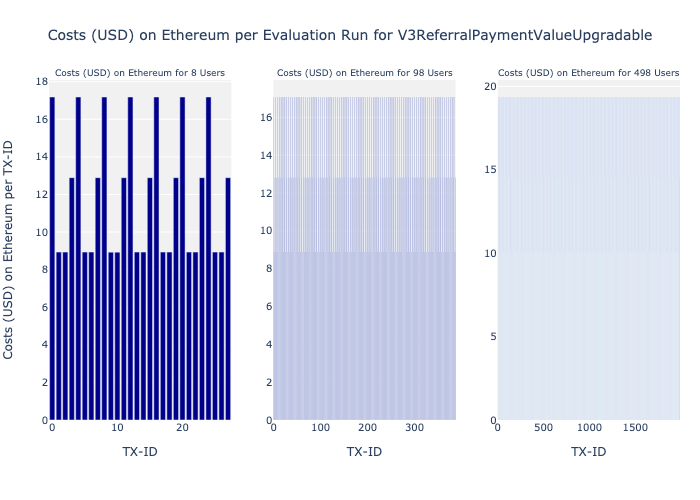 Costs (USD) on Ethereum per Evaluation Run for V3ReferralPaymentValueUpgradable
Costs (USD) on Ethereum for 8 Users
Costs (USD) on Ethereum for 98 Users
Costs (USD) on Ethereum for 498 Users
Costs (USD) on Ethereum per TX-ID
18
16
14
12
10
8
6
4
2
0
0 10 20
TX-ID
16
14
12
10
8
6
4
2
0
0 100 200 300
TX-ID
20
15
10
5
0
0 500 1000 1500
TX-ID